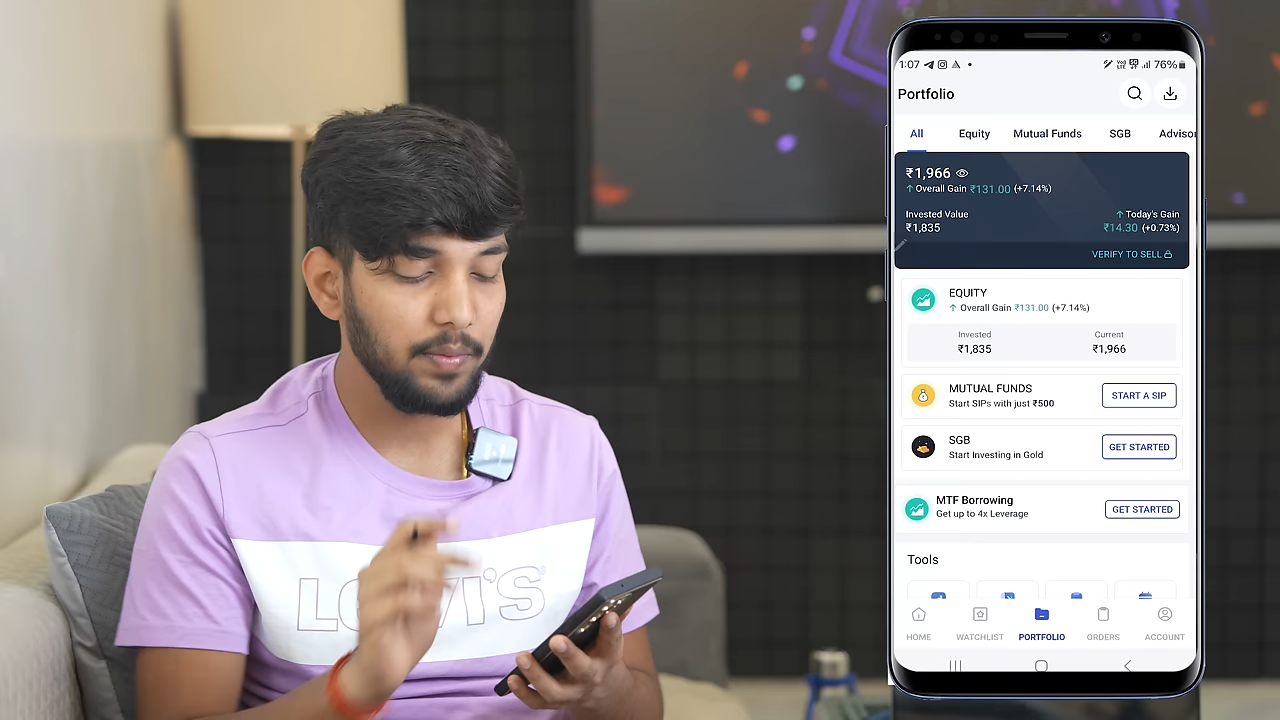 LEVI'S
1:07
76%
Portfolio
All Equity Mutual Funds SGB Advisor
₹1,966
↑ Overall Gain ₹131.00 (+7.14%)
Invested Value ↑ Today's Gain
₹1,835 ₹14.30 (+0.73%)
VERIFY TO SELL
EQUITY
↑ Overall Gain ₹131.00 (+7.14%)
Invested Current
₹1,835 ₹1,966
MUTUAL FUNDS
Start SIPs with just ₹500
START A SIP
SGB
Start Investing in Gold
GET STARTED
MTF Borrowing
Get up to 4x Leverage
GET STARTED
Tools
HOME WATCHLIST PORTFOLIO ORDERS ACCOUNT